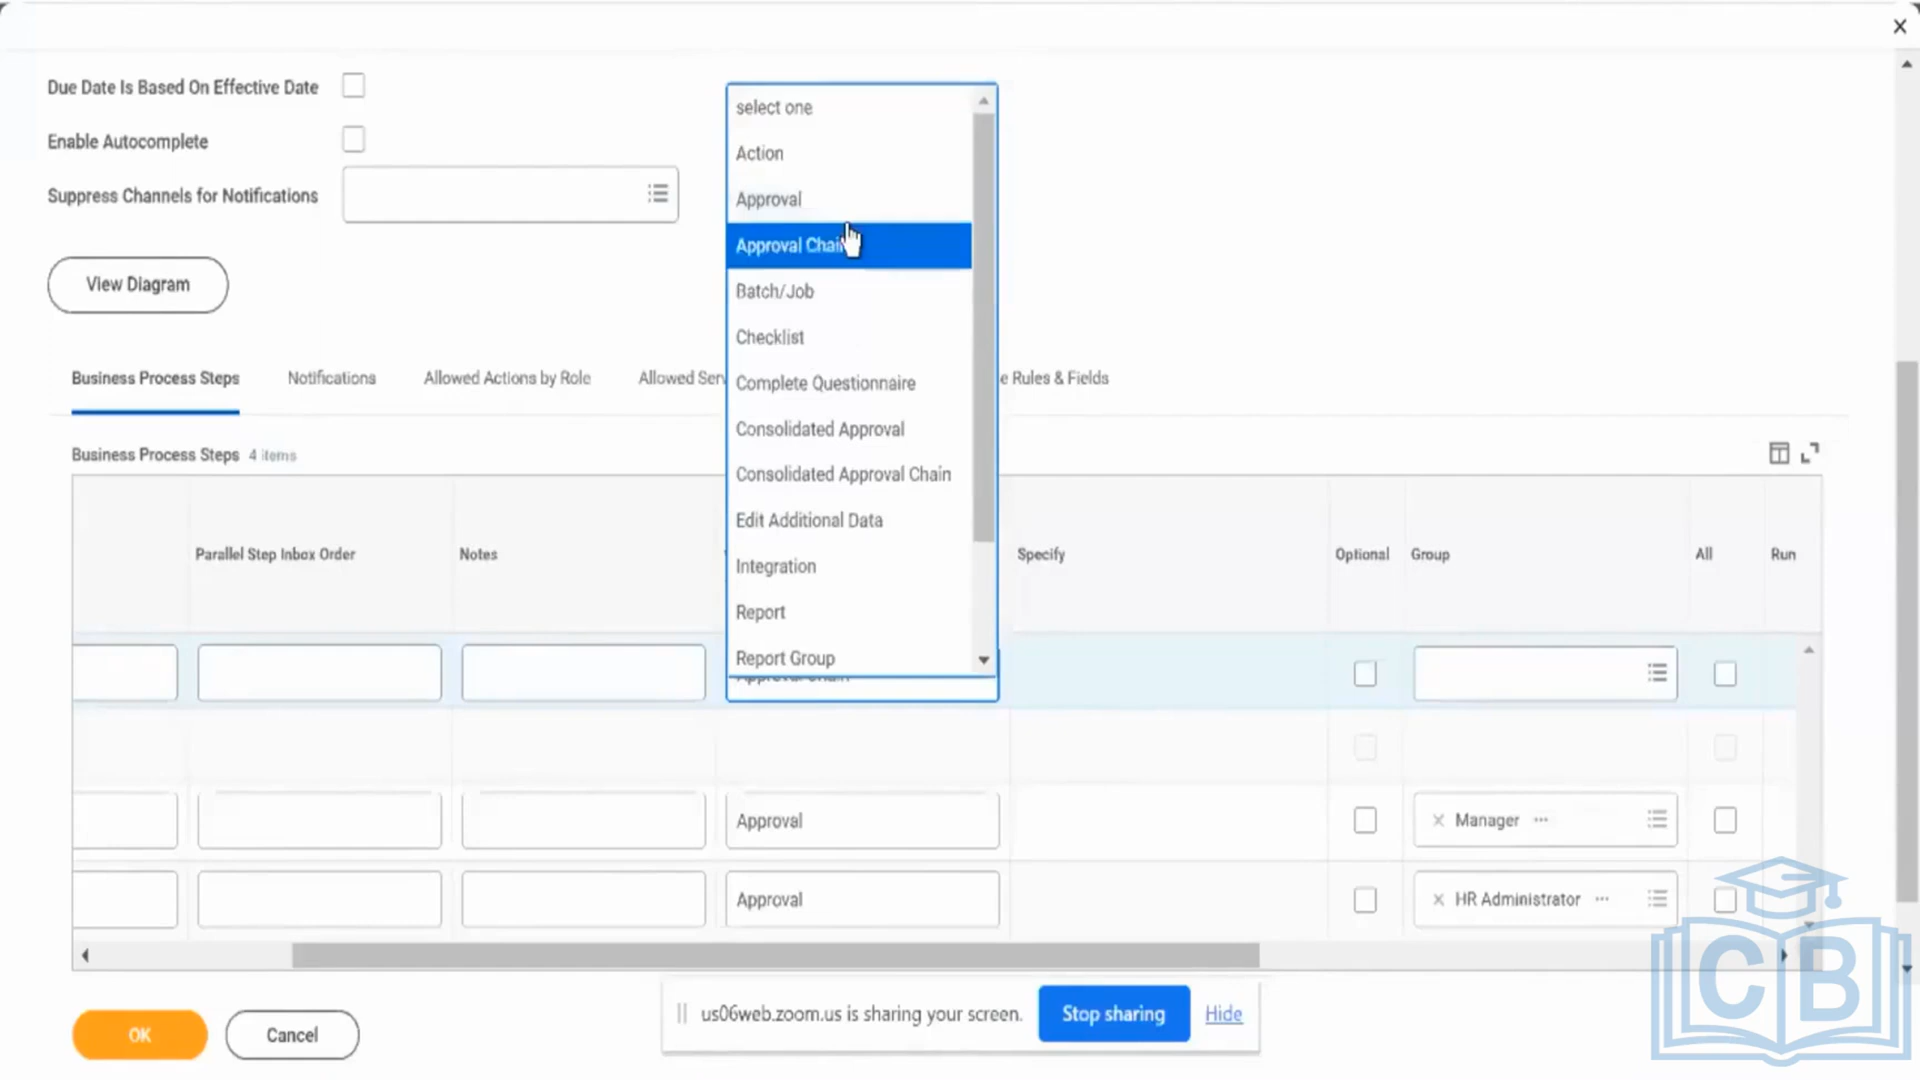 Due Date Is Based On Effective Date
Enable Autocomplete
Suppress Channels for Notifications
View Diagram
select one
Action
Approval
Approval Chain
Batch/Job
Checklist
Complete Questionnaire
Consolidated Approval
Consolidated Approval Chain
Edit Additional Data
Integration
Report
Report Group
Approval Chain
Business Process Steps Notifications Allowed Actions by Role Allowed Serv e Rules & Fields
Business Process Steps 4 items
Parallel Step Inbox Order Notes Specify Optional Group All Run
Approval Manager
Approval HR Administrator
OK Cancel
us06web.zoom.us is sharing your screen. Stop sharing Hide
CB